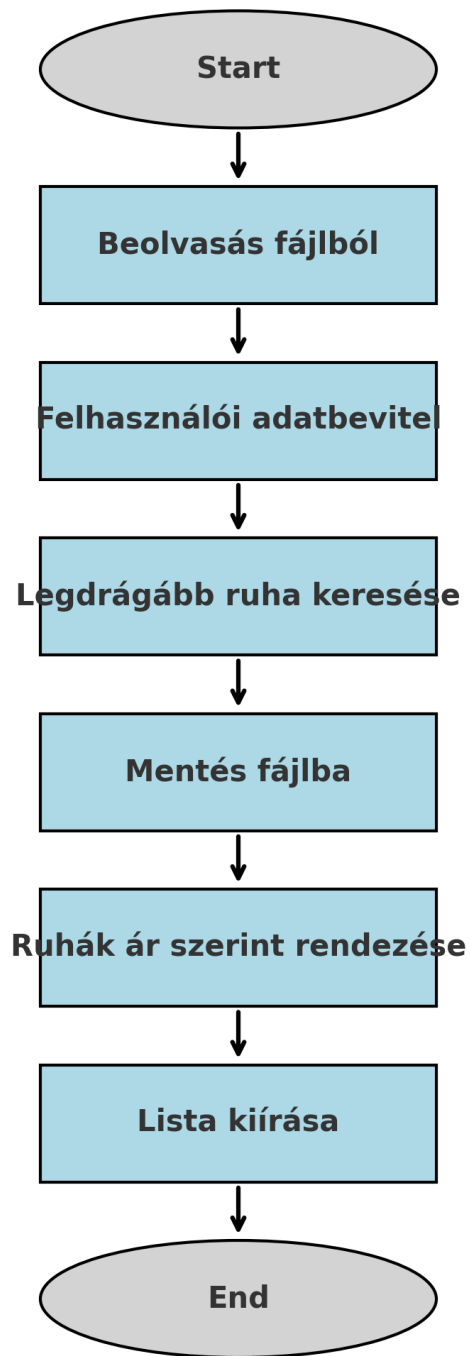 Start
Beolvasás fájlból
Felhasználói adatbevitel
Legdrágább ruha keresése
Mentés fájlba
Ruhák ár szerint rendezése
Lista kiírása
End